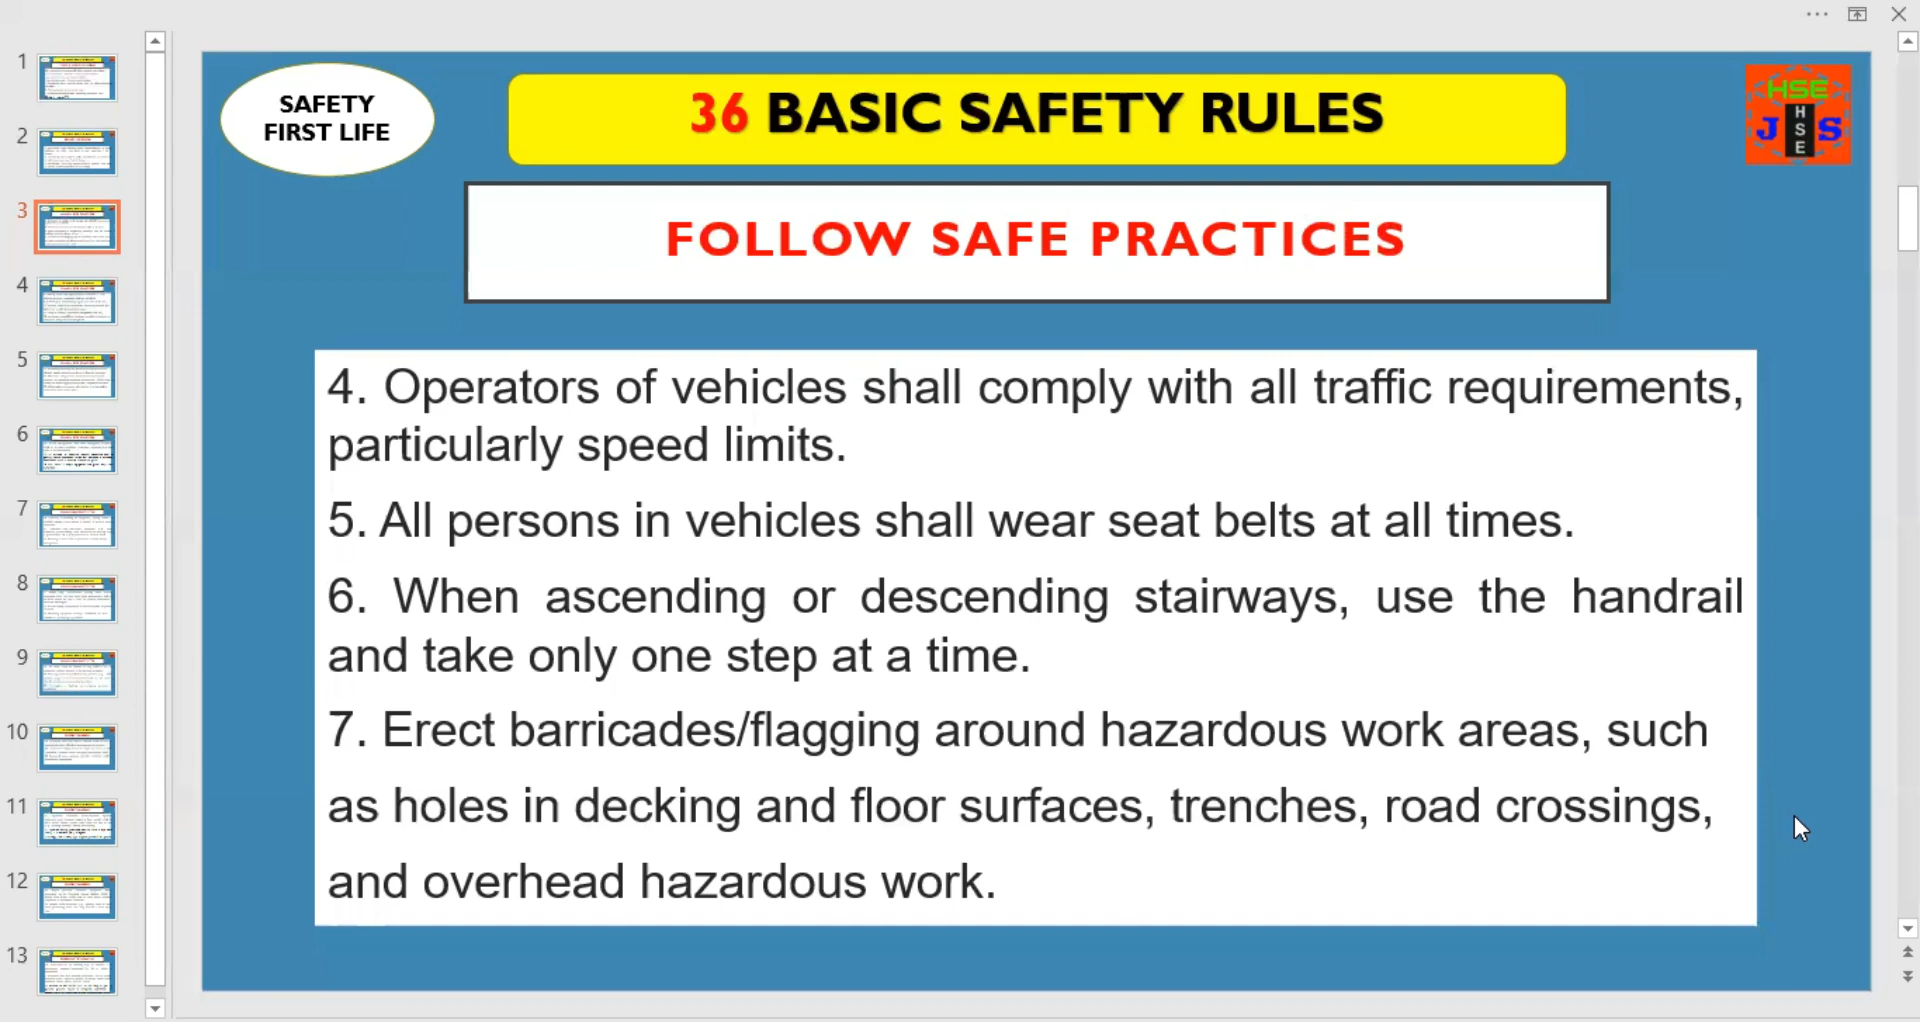 SAFETY
FIRST LIFE
36 BASIC SAFETY RULES
HSE
J HSE S
FOLLOW SAFE PRACTICES
4. Operators of vehicles shall comply with all traffic requirements,
particularly speed limits.
5. All persons in vehicles shall wear seat belts at all times.
6. When ascending or descending stairways, use the handrail
and take only one step at a time.
7. Erect barricades/flagging around hazardous work areas, such
as holes in decking and floor surfaces, trenches, road crossings,
and overhead hazardous work.
1
2
3
4
5
6
7
8
9
10
11
12
13